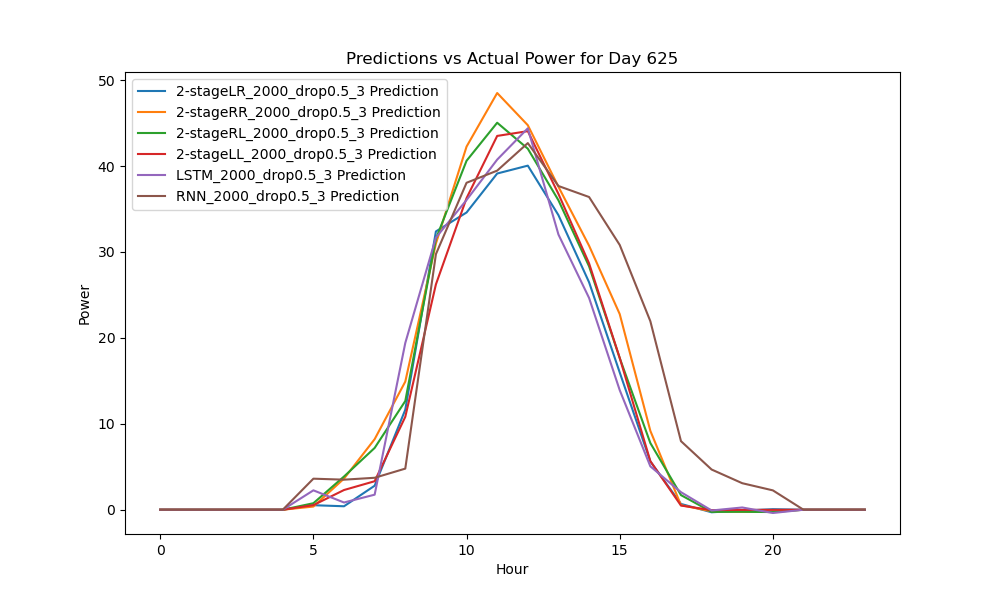 Predictions vs Actual Power for Day 625
50
2-stageLR_2000_drop0.5_3 Prediction
2-stageRR_2000_drop0.5_3 Prediction
2-stageRL_2000_drop0.5_3 Prediction
2-stageLL_2000_drop0.5_3 Prediction
LSTM_2000_drop0.5_3 Prediction
RNN_2000_drop0.5_3 Prediction
40
30
Power
20
10
0
0 5 10 15 20
Hour